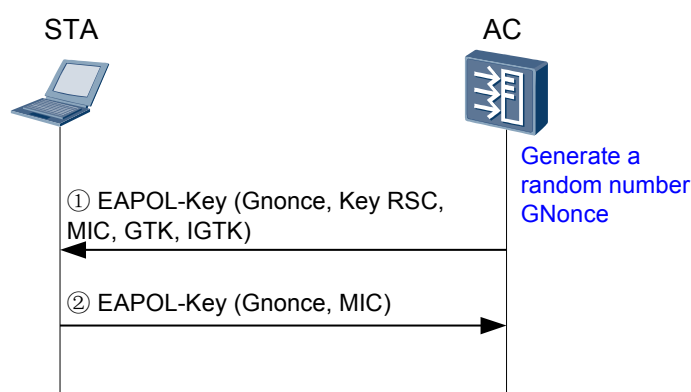 STA
AC
Generate a
random number
GNonce
① EAPOL-Key (Gnonce, Key RSC,
MIC, GTK, IGTK)
② EAPOL-Key (Gnonce, MIC)